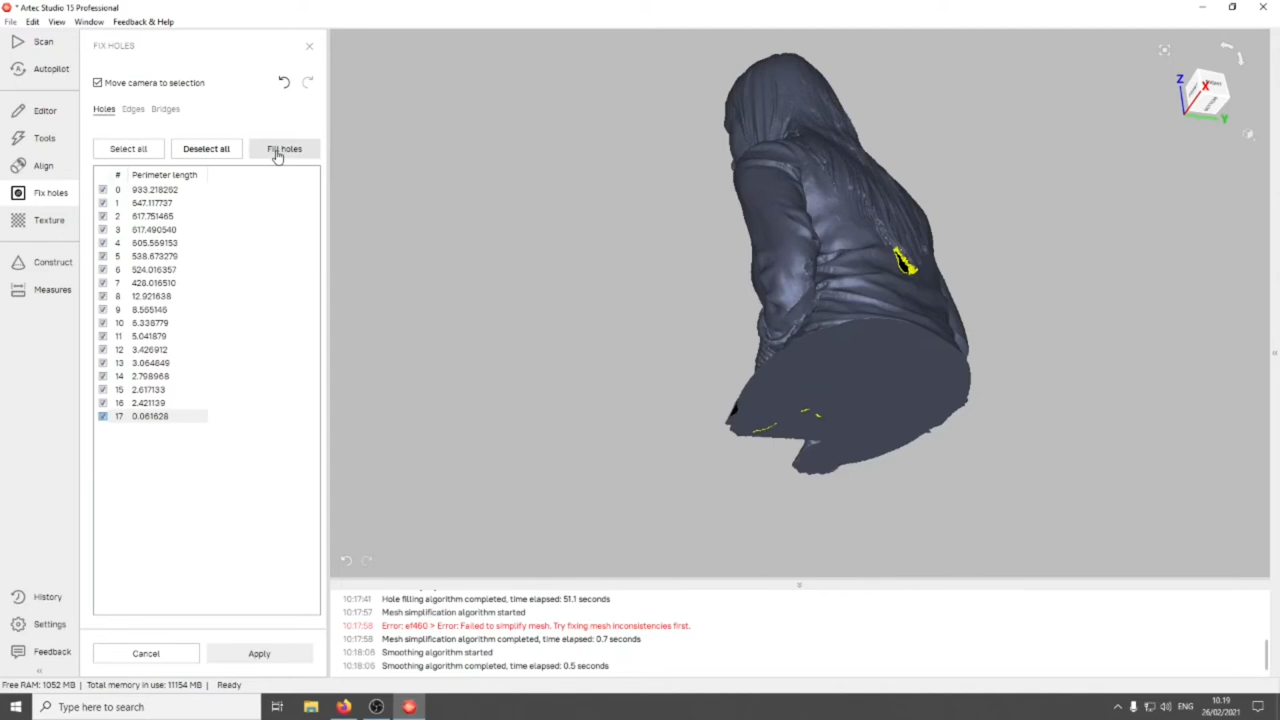 * Artec Studio 15 Professional
File Edit View Window Feedback & Help
Scan
Autopilot
Editor
Tools
Align
Fix holes
Texture
Construct
Measures
History
Settings
Feedback
FIX HOLES
Move camera to selection
Holes Edges Bridges
Select all Deselect all Fill holes
# Perimeter length
0 933.218262
1 647.117737
2 617.751465
3 617.490540
4 605.569153
5 538.673279
6 524.016357
7 428.016510
8 12.921638
9 8.565146
10 6.338779
11 5.041879
12 3.426912
13 3.064849
14 2.798968
15 2.617133
16 2.421139
17 0.061628
Cancel Apply
Z X Y
BOTTOM
10:17:41 Hole filling algorithm completed, time elapsed: 51.1 seconds
10:17:57 Mesh simplification algorithm started
10:17:58 Error: ef460 > Error: Failed to simplify mesh. Try fixing mesh inconsistencies first.
10:17:58 Mesh simplification algorithm completed, time elapsed: 0.7 seconds
10:18:06 Smoothing algorithm started
10:18:06 Smoothing algorithm completed, time elapsed: 0.5 seconds
Free RAM: 1052 MB | Total memory in use: 11154 MB | Ready
Type here to search
ENG
10.19
26/02/2021